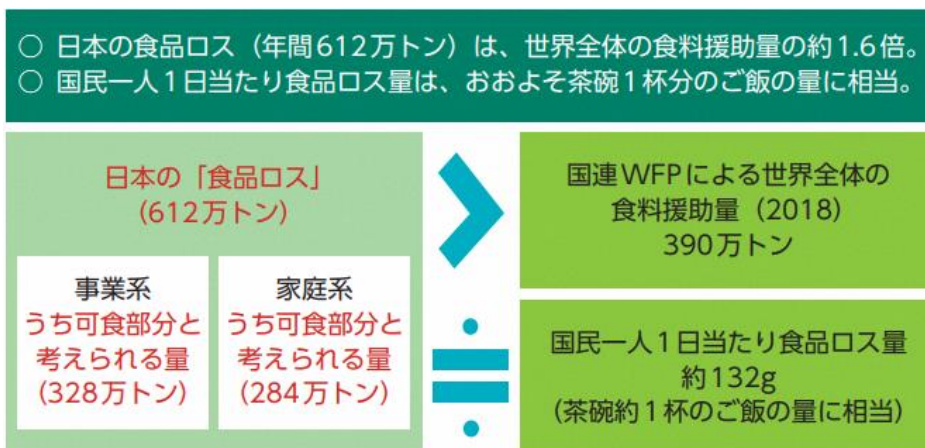 ○ 日本の食品ロス（年間612万トン）は、世界全体の食料援助量の約1.6倍。
○ 国民一人1日当たり食品ロス量は、おおよそ茶碗1杯分のご飯の量に相当。
日本の「食品ロス」
（612万トン）
事業系
うち可食部分と
考えられる量
（328万トン）
家庭系
うち可食部分と
考えられる量
（284万トン）
国連WFPによる世界全体の
食料援助量（2018）
390万トン
国民一人1日当たり食品ロス量
約132g
（茶碗約1杯のご飯の量に相当）